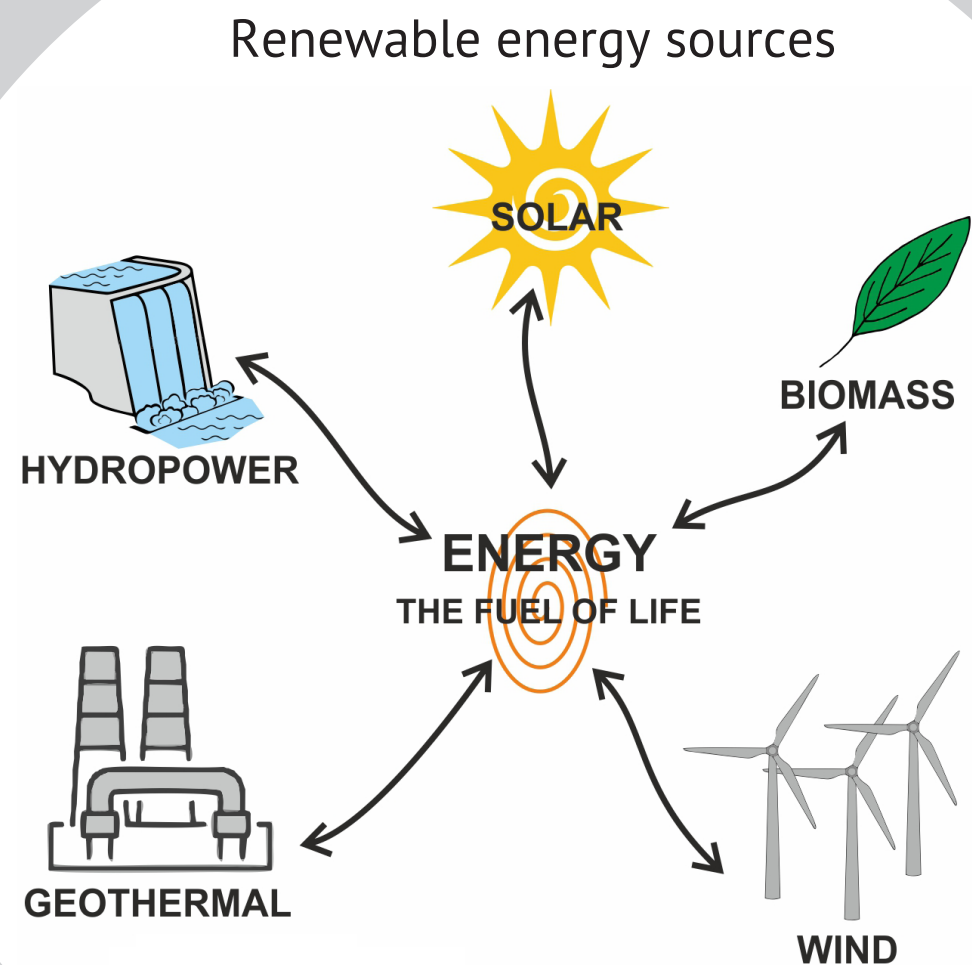 Renewable energy sources
SOLAR
BIOMASS
HYDROPOWER
ENERGY
THE FUEL OF LIFE
GEOTHERMAL
WIND